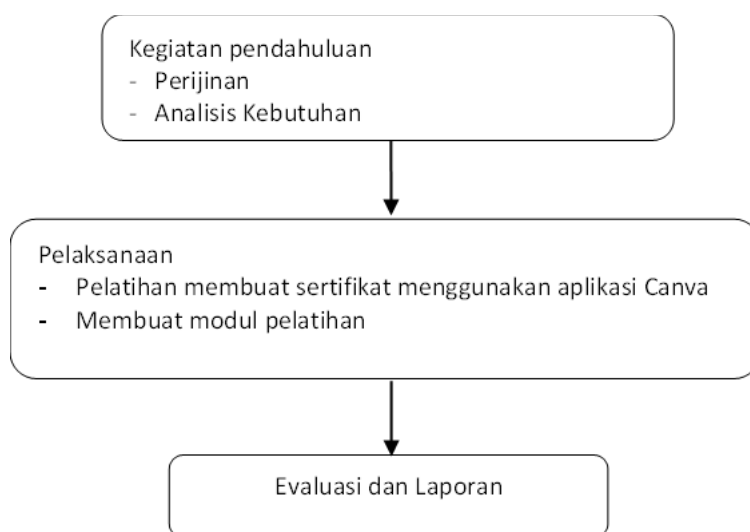 Kegiatan pendahuluan
- Perijinan
- Analisis Kebutuhan
Pelaksanaan
- Pelatihan membuat sertifikat menggunakan aplikasi Canva
- Membuat modul pelatihan
Evaluasi dan Laporan